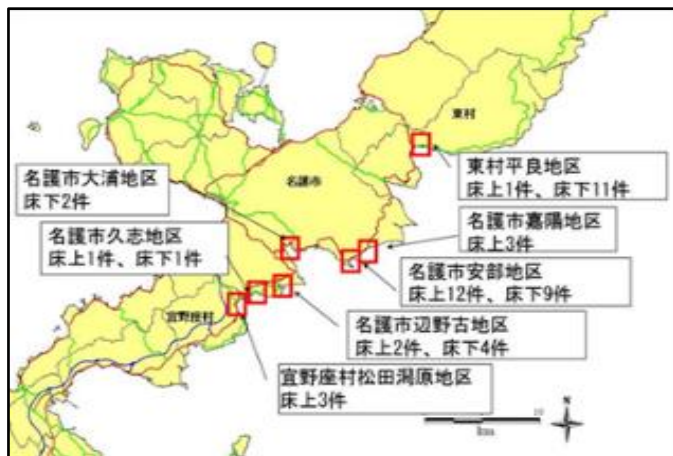 東村
東村平良地区
床上1件、床下11件
名護市大浦地区
床下2件
名護市
名護市嘉陽地区
床上3件
名護市久志地区
床上1件、床下1件
名護市安部地区
床上12件、床下9件
宜野座村
名護市辺野古地区
床上2件、床下4件
宜野座村松田潟原地区
床上3件
N
10
km